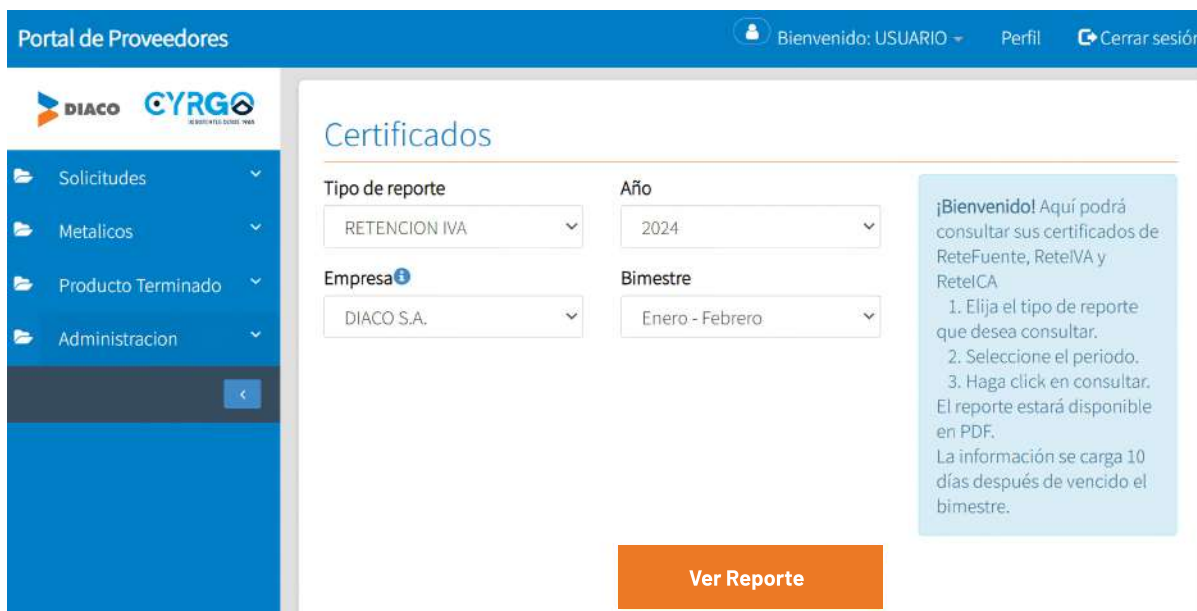 Portal de Proveedores
Bienvenido: USUARIO
Perfil
Cerrar sesión
DIACO
CYRGO
Solicitudes
Metalicos
Producto Terminado
Administracion
Certificados
Tipo de reporte
RETENCION IVA
Año
2024
Empresa
DIACO S.A.
Bimestre
Enero - Febrero
¡Bienvenido! Aquí podrá
consultar sus certificados de
ReteFuente, ReteIVA y
ReteICA
1. Elija el tipo de reporte
que desea consultar.
2. Seleccione el periodo.
3. Haga click en consultar.
El reporte estará disponible
en PDF.
La información se carga 10
días después de vencido el
bimestre.
Ver Reporte